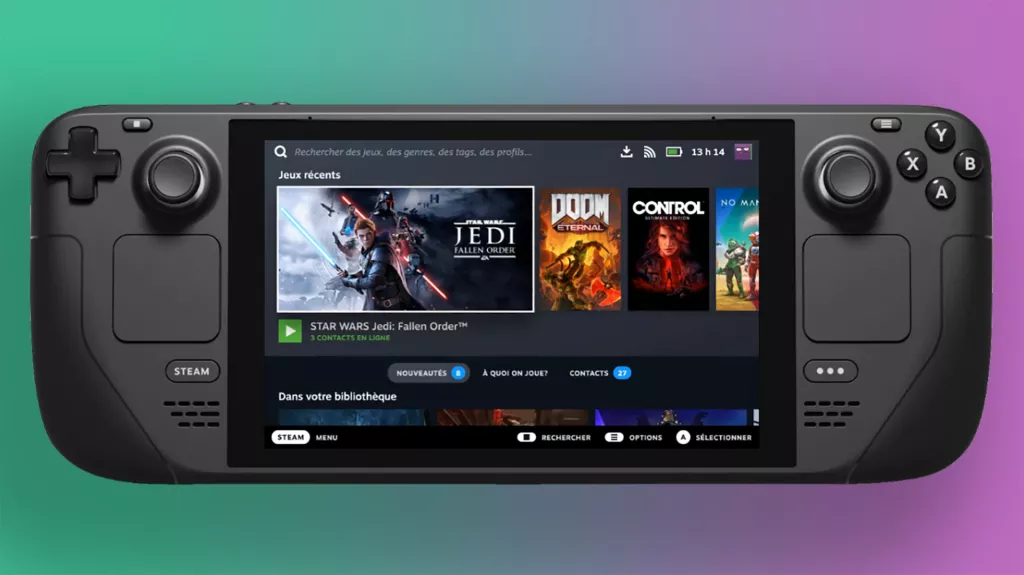 Rechercher des jeux, des genres, des tags, des profils...
13 h 14
Jeux récents
STAR WARS
JEDI
FALLEN ORDER
EA
DOOM
ETERNAL
CONTROL
ULTIMATE EDITION
NO MAN
STAR WARS Jedi: Fallen Order™
3 CONTACTS EN LIGNE
NOUVEAUTÉS 8
À QUOI ON JOUE?
CONTACTS 27
Dans votre bibliothèque
STEAM MENU
RECHERCHER
OPTIONS
A SÉLECTIONNER
STEAM
Y
X
B
A